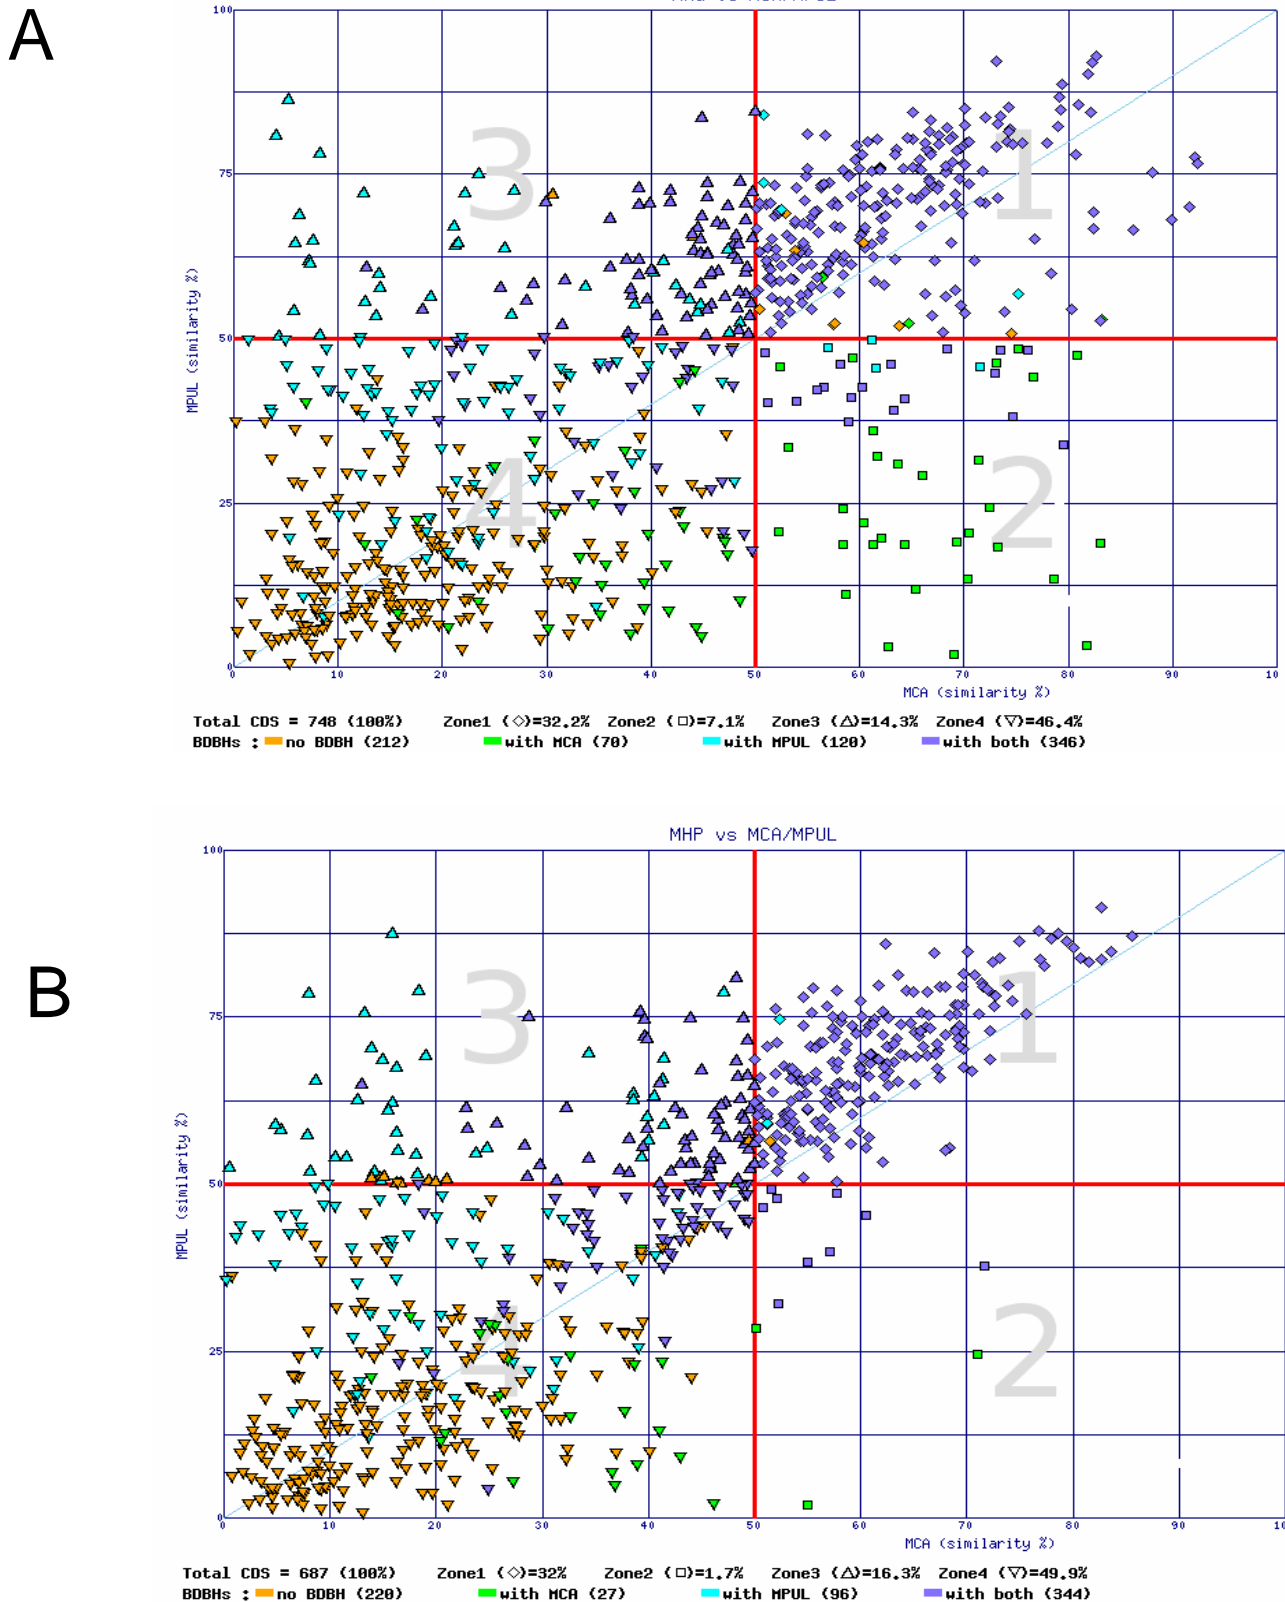 A
100
3
1
75
MPUL (similarity %)
50
4
2
25
0
0 10 20 30 40 50 60 70 80 90 10
MCA (similarity %)
Total CDS = 748 (100%) Zone1 (◇)=32.2% Zone2 (□)=7.1% Zone3 (△)=14.3% Zone4 (▽)=46.4%
BDBHs : no BDBH (212) with MCA (70) with MPUL (120) with both (346)
MHP vs MCA/MPUL
100
B
3
1
75
MPUL (similarity %)
50
4
2
25
0
0 10 20 30 40 50 60 70 80 90
MCA (similarity %)
Total CDS = 687 (100%) Zone1 (◇)=32% Zone2 (□)=1.7% Zone3 (△)=16.3% Zone4 (▽)=49.9%
BDBHs : no BDBH (220) with MCA (27) with MPUL (96) with both (344)